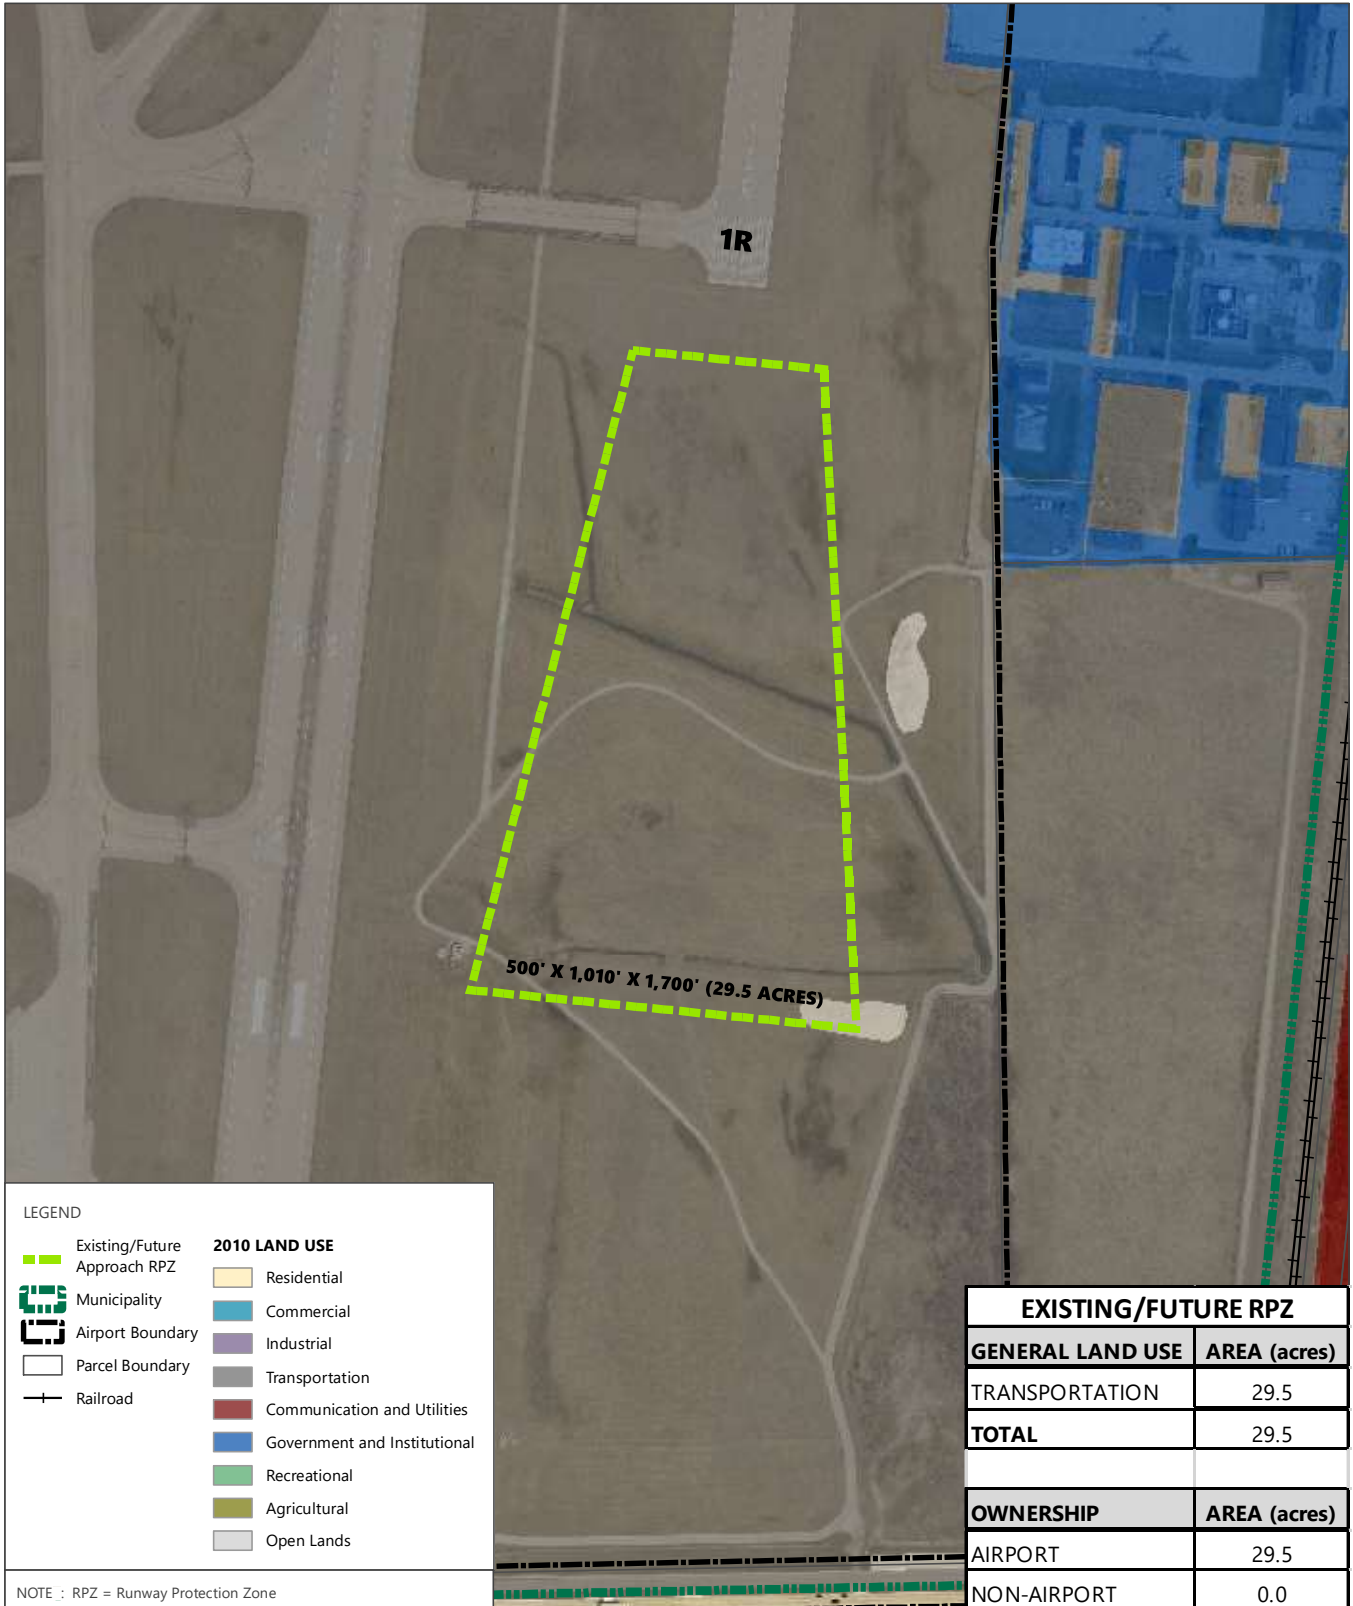 1R
500' X 1,010' X 1,700' (29.5 ACRES)
LEGEND
Existing/Future
Approach RPZ
Municipality
Airport Boundary
Parcel Boundary
Railroad
2010 LAND USE
Residential
Commercial
Industrial
Transportation
Communication and Utilities
Government and Institutional
Recreational
Agricultural
Open Lands
NOTE : RPZ = Runway Protection Zone
EXISTING/FUTURE RPZ
GENERAL LAND USE AREA (acres)
TRANSPORTATION 29.5
TOTAL 29.5
OWNERSHIP AREA (acres)
AIRPORT 29.5
NON-AIRPORT 0.0